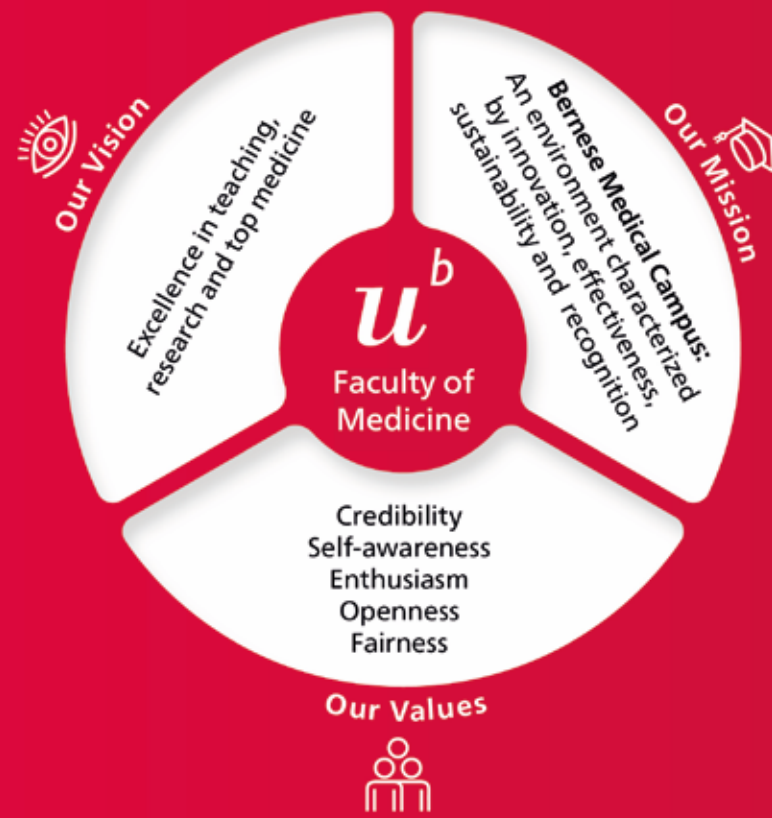 Our Vision
Excellence in teaching,
research and top medicine
Our Mission
Bernese Medical Campus:
An environment characterized
by innovation, effectiveness,
sustainability and recognition
u^b
Faculty of
Medicine
Credibility
Self-awareness
Enthusiasm
Openness
Fairness
Our Values